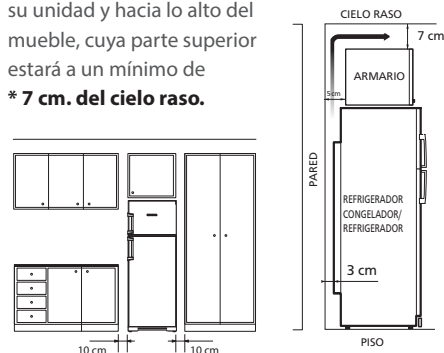 su unidad y hacia lo alto del
mueble, cuya parte superior
estará a un mínimo de
* 7 cm. del cielo raso.
10 cm
10 cm
CIELO RASO
7 cm
ARMARIO
5 cm
PARED
REFRIGERADOR
CONGELADOR/
REFRIGERADOR
3 cm
PISO